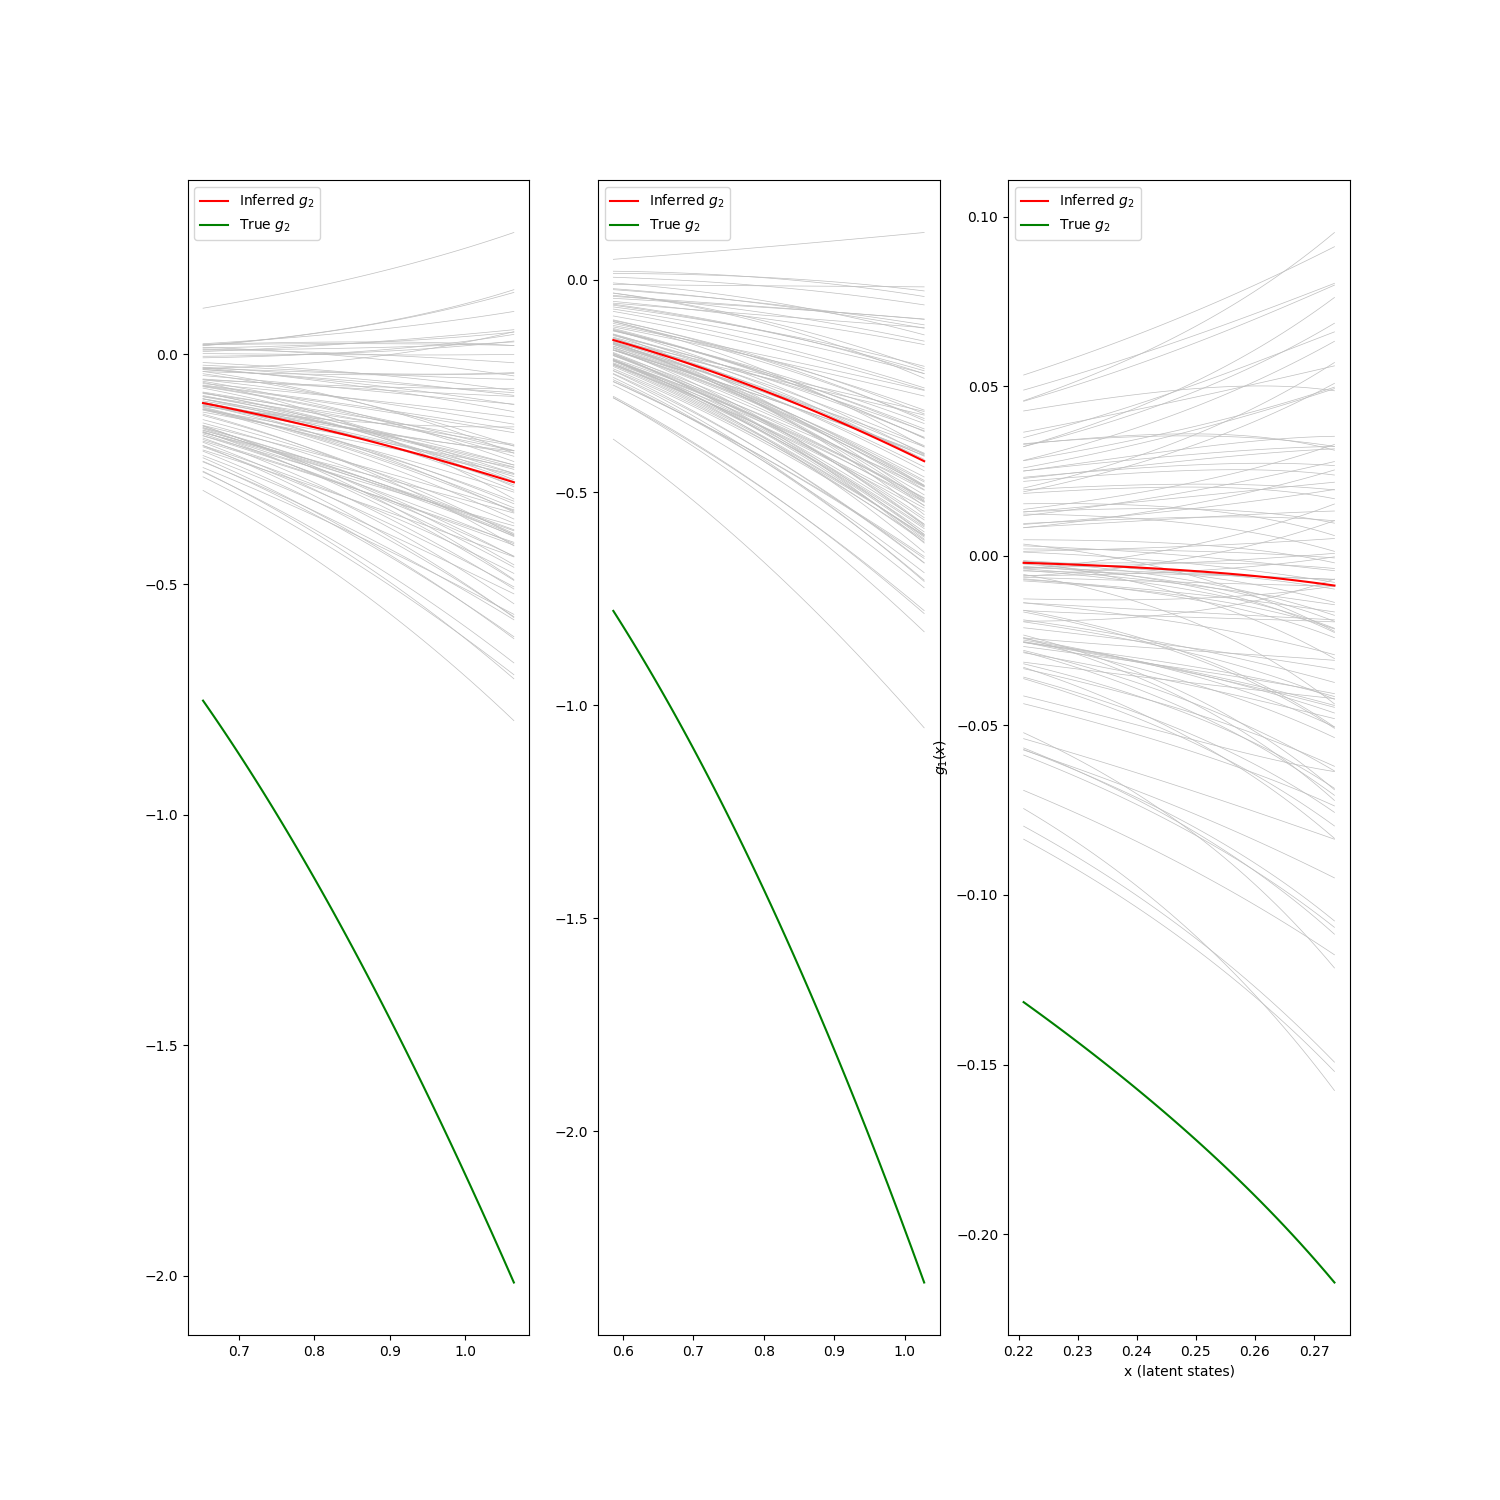 Inferred g₂
True g₂
0.0
−0.5
−1.0
−1.5
−2.0
0.7 0.8 0.9 1.0
Inferred g₂
True g₂
0.0
−0.5
−1.0
−1.5
−2.0
0.6 0.7 0.8 0.9 1.0
g₁(x)
Inferred g₂
True g₂
0.10
0.05
0.00
−0.05
−0.10
−0.15
−0.20
0.22 0.23 0.24 0.25 0.26 0.27
x (latent states)